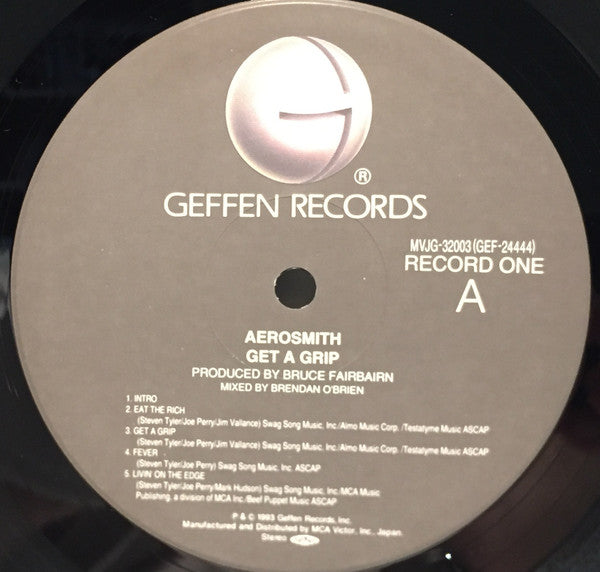 ®
GEFFEN RECORDS
MVJG-32003 (GEF-24444)
RECORD ONE
A
AEROSMITH
GET A GRIP
PRODUCED BY BRUCE FAIRBAIRN
MIXED BY BRENDAN O'BRIEN
1. INTRO
2. EAT THE RICH
(Steven Tyler/Joe Perry/Jim Vallance) Swag Song Music, Inc./Almo Music Corp. /Testatyme Music ASCAP
3. GET A GRIP
(Steven Tyler/Joe Perry/Jim Vallance) Swag Song Music, Inc./Almo Music Corp. /Testatyme Music ASCAP
4. FEVER
(Steven Tyler/Joe Perry) Swag Song Music, Inc. ASCAP
5. LIVIN' ON THE EDGE
(Steven Tyler/Joe Perry/Mark Hudson) Swag Song Music, Inc./MCA Music
Publishing, a division of MCA Inc./Beef Puppet Music ASCAP
P & © 1993 Geffen Records, Inc.
Manufactured and Distributed by MCA Victor, Inc., Japan.
Stereo